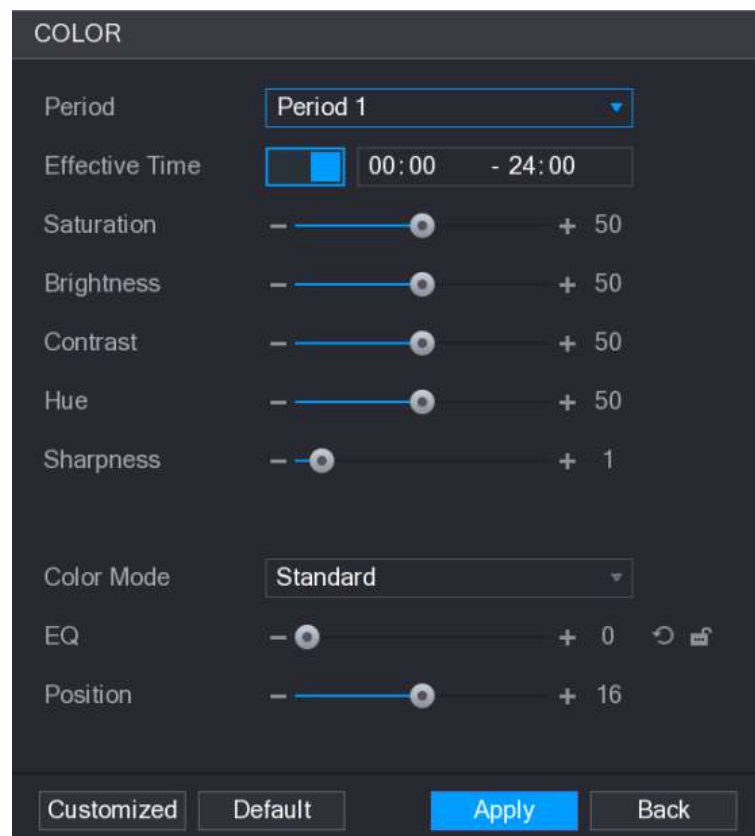 COLOR
Period Period 1
Effective Time 00:00 - 24:00
Saturation 50
Brightness 50
Contrast 50
Hue 50
Sharpness 1
Color Mode Standard
EQ 0
Position 16
Customized Default Apply Back